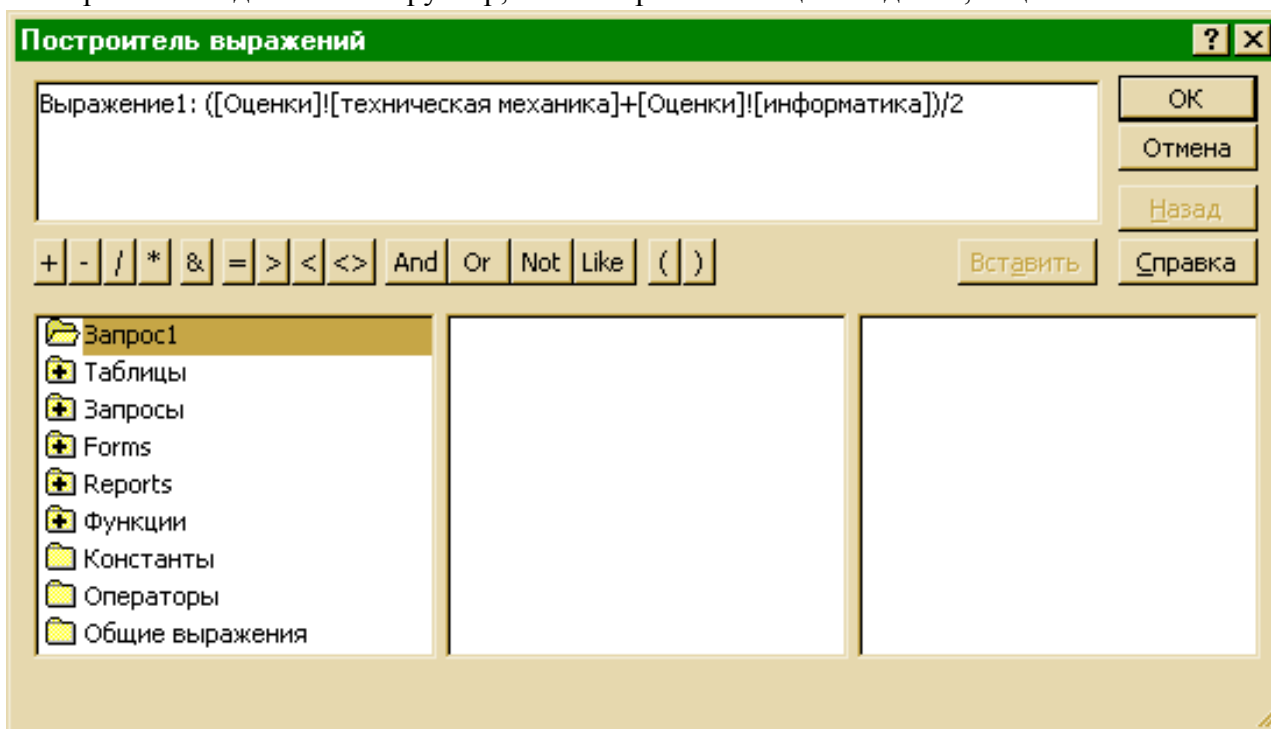 Построитель выражений
? ×
Выражение1: ([Оценки]![техническая механика]+[Оценки]![информатика])/2
ОК
Отмена
Назад
+ - / * & = > < <> And Or Not Like ( ) Вставить Справка
Запрос1
Таблицы
Запросы
Forms
Reports
Функции
Константы
Операторы
Общие выражения